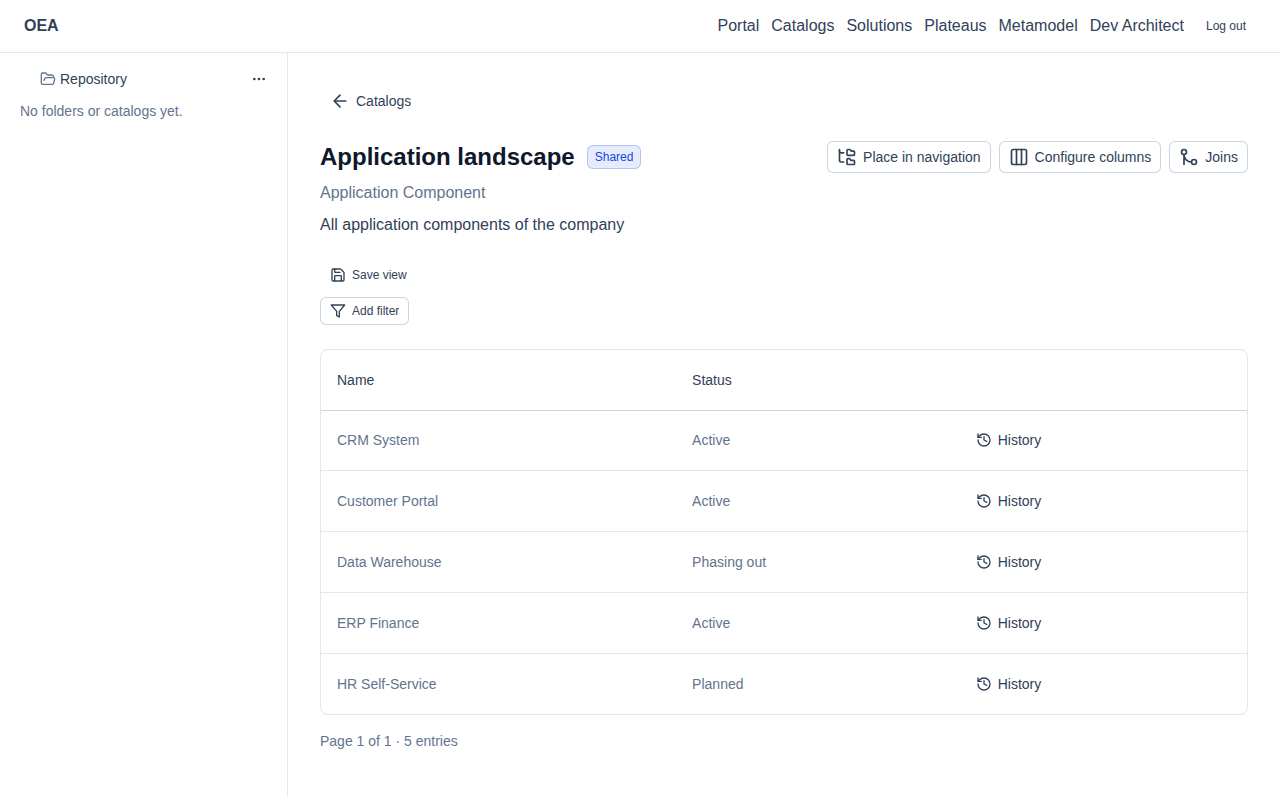 OEA
Portal Catalogs Solutions Plateaus Metamodel Dev Architect Log out
Repository
No folders or catalogs yet.
Catalogs
Application landscape Shared
Place in navigation Configure columns Joins
Application Component
All application components of the company
Save view
Add filter
Name Status
CRM System Active History
Customer Portal Active History
Data Warehouse Phasing out History
ERP Finance Active History
HR Self-Service Planned History
Page 1 of 1 · 5 entries